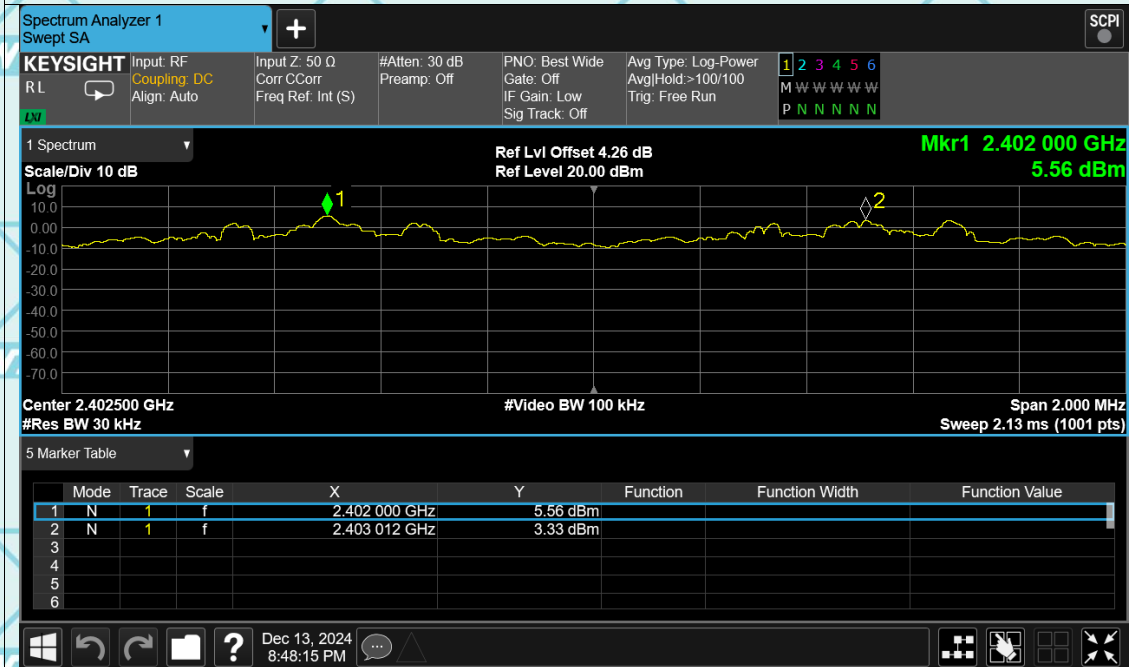 Spectrum Analyzer 1
Swept SA
+
SCPI
KEYSIGHT Input: RF Input Z: 50 Ω #Atten: 30 dB PNO: Best Wide Avg Type: Log-Power 1 2 3 4 5 6
RL Coupling: DC Corr CCorr Preamp: Off Gate: Off Avg|Hold:>100/100 M W W W W W W
Align: Auto Freq Ref: Int (S) IF Gain: Low Trig: Free Run
LXI Sig Track: Off P N N N N N N
1 Spectrum Ref Lvl Offset 4.26 dB Mkr1 2.402 000 GHz
Scale/Div 10 dB Ref Level 20.00 dBm 5.56 dBm
Log
10.0
0.00
-10.0
-20.0
-30.0
-40.0
-50.0
-60.0
-70.0
1
2
Center 2.402500 GHz #Video BW 100 kHz Span 2.000 MHz
#Res BW 30 kHz Sweep 2.13 ms (1001 pts)
5 Marker Table
Mode Trace Scale X Y Function Function Width Function Value
1 N 1 f 2.402 000 GHz 5.56 dBm
2 N 1 f 2.403 012 GHz 3.33 dBm
3
4
5
6
? Dec 13, 2024
8:48:15 PM